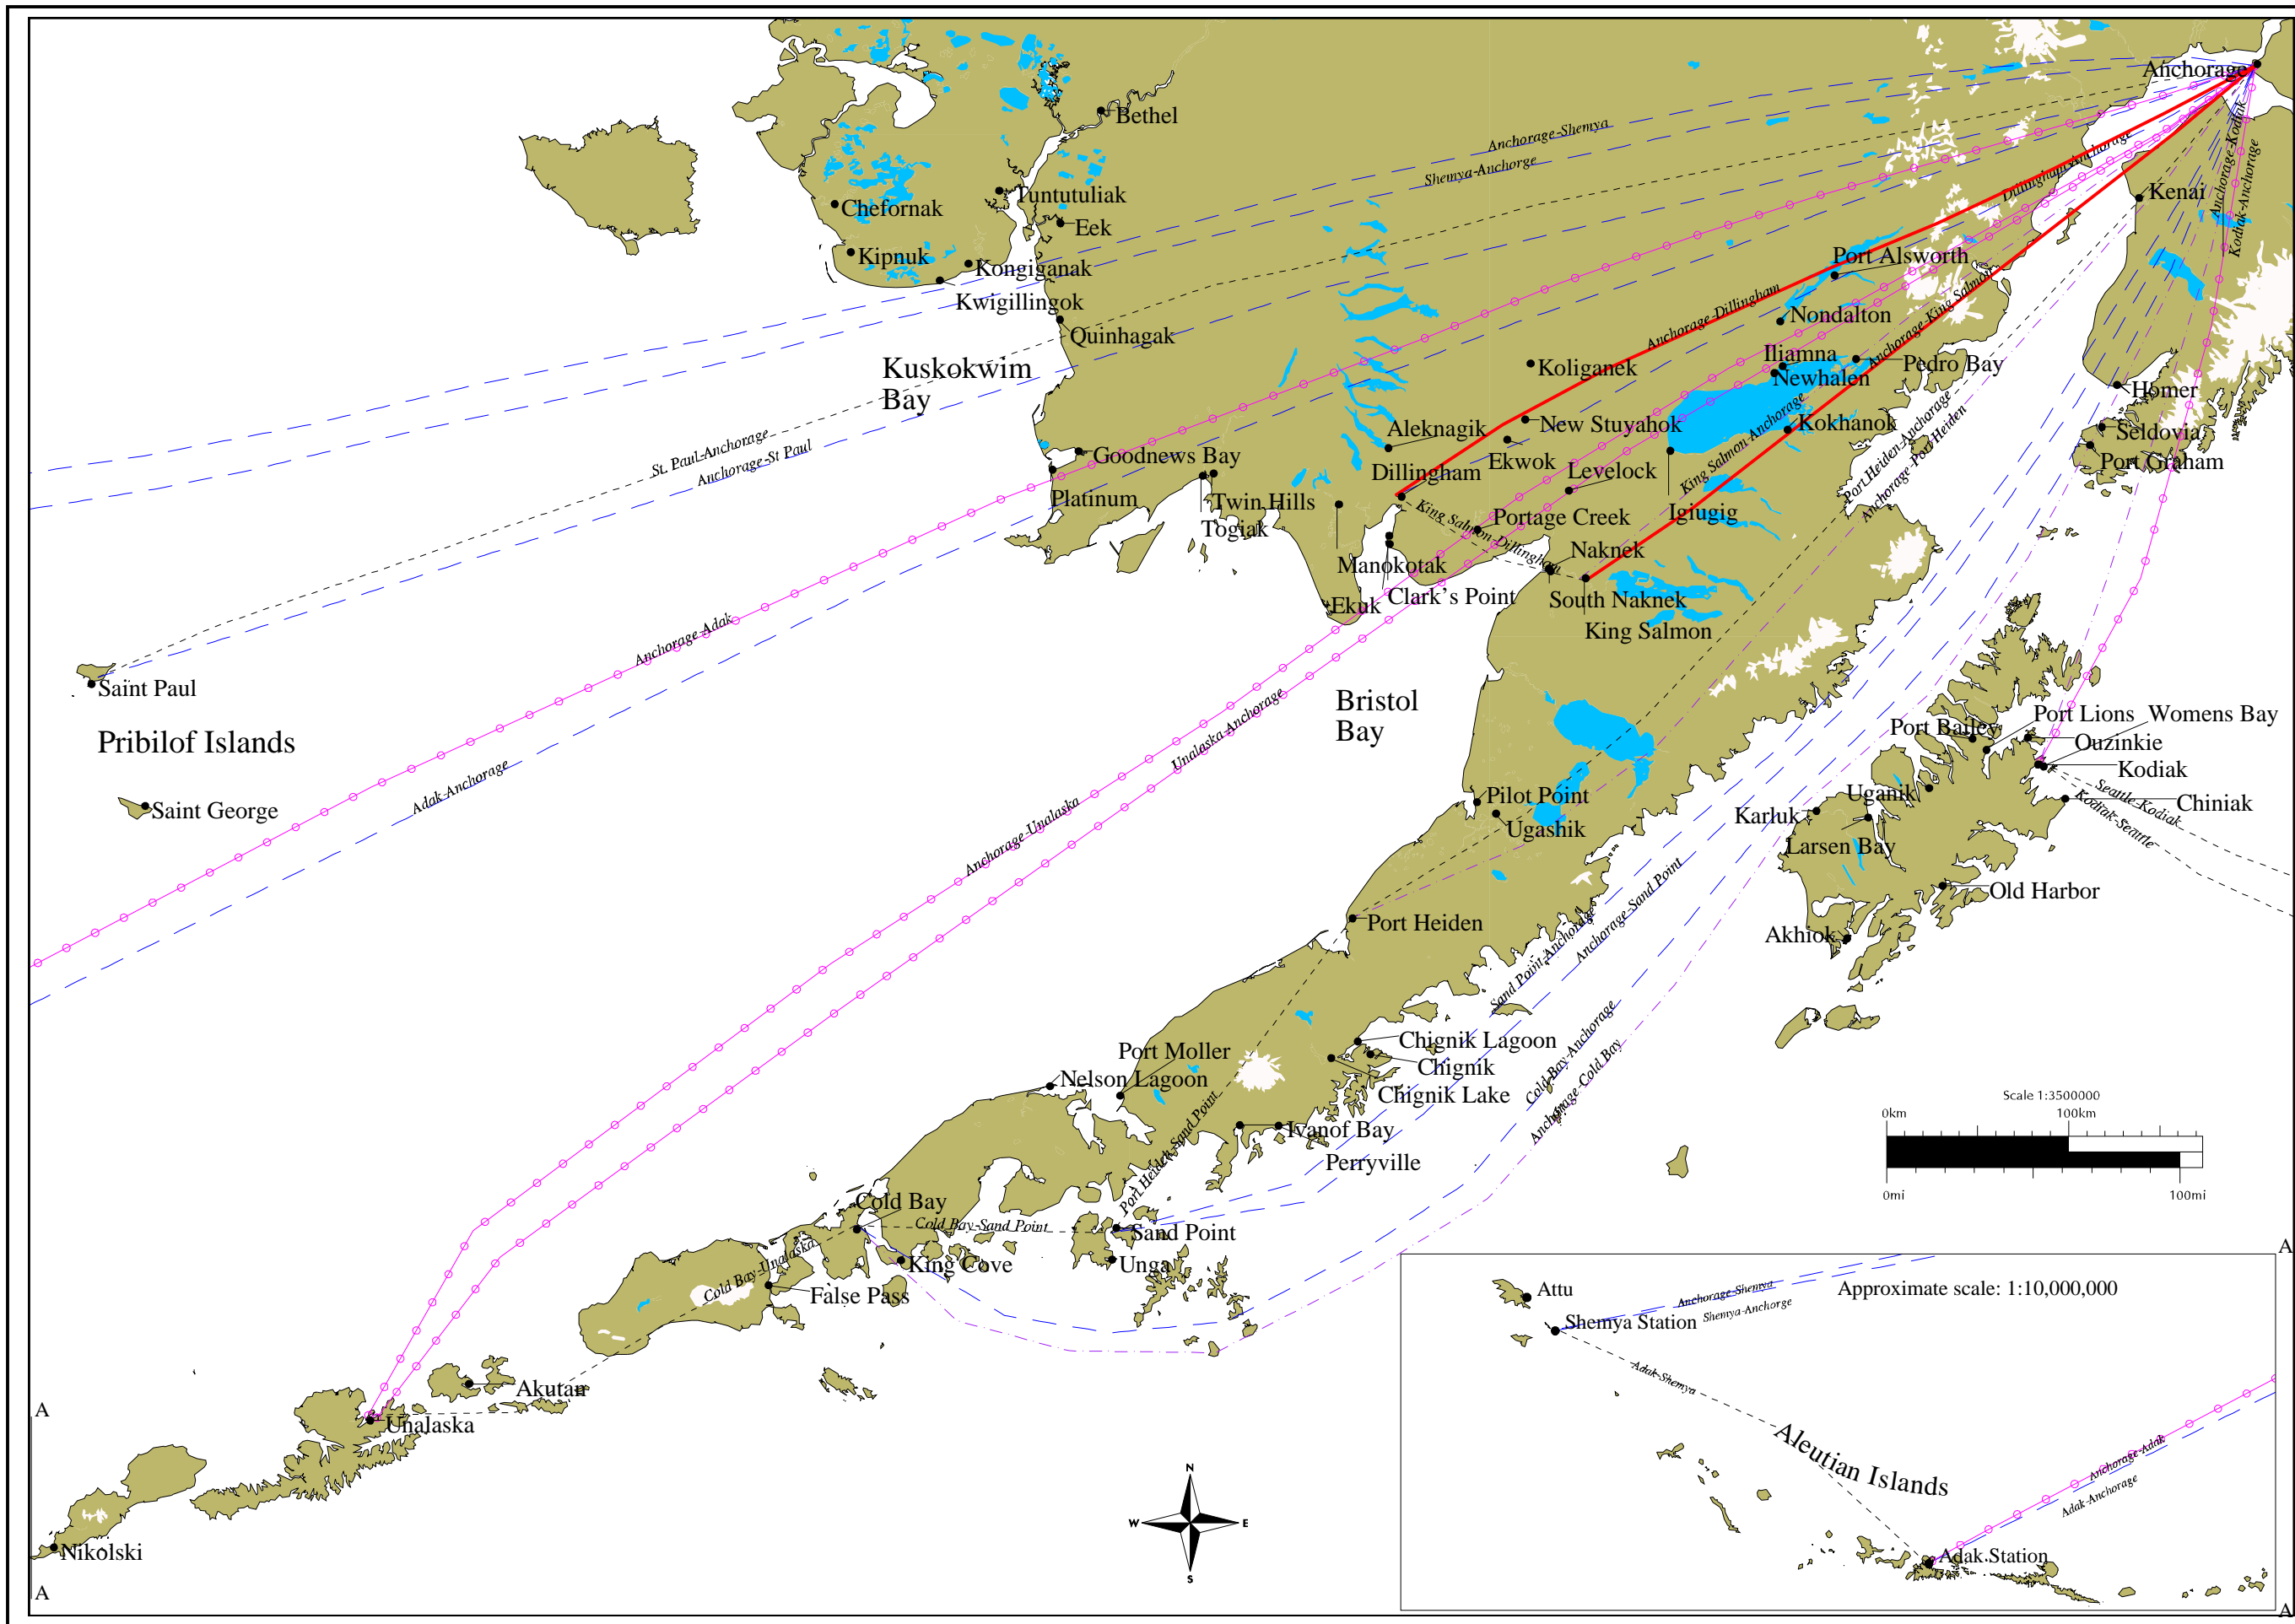 Anchorage
Bethel
Anchorage-Shemya
Shemya-Anchorge
Dillingham-Anchorage
Anchorage-Kodiak
Kodiak-Anchorage
Kenai
Tuntutuliak
Chefornak
Eek
Kipnuk
Kongiganak
Kwigillingok
Port Alsworth
Anchorage-Dillingham
Anchorage-King Salmon
Nondalton
Quinhagak
Kuskokwim
Bay
Koliganek
Iliamna
Newhalen
Pedro Bay
Homer
New Stuyahok
Aleknagik
Ekwok
Kokhanok
Seldovia
Port Graham
St. Paul-Anchorage
Anchorage-St Paul
Goodnews Bay
Dillingham
Levelock
King Salmon-Anchorage
Port Heiden-Anchorage
Anchorage-Port Heiden
Platinum
Twin Hills
Togiak
King Salmon-Dillingham
Portage Creek
Igiugig
Naknek
Manokotak
Clark's Point
Ekuk
South Naknek
King Salmon
Anchorage-Adak
Saint Paul
Pribilof Islands
Bristol
Bay
Unalaska-Anchorage
Port Lions
Womens Bay
Port Bailey
Ouzinkie
Kodiak
Adak-Anchorage
Saint George
Anchorage-Unalaska
Pilot Point
Ugashik
Uganik
Karluk
Seattle-Kodiak
Kodiak-Seattle
Chiniak
Larsen Bay
Old Harbor
Port Heiden
Akhiok
Sand Point-Anchorage
Anchorage-Sand Point
Chignik Lagoon
Chignik
Chignik Lake
Cold Bay-Anchorage
Anchorage-Cold Bay
Port Moller
Nelson Lagoon
Ivanof Bay
Perryville
Port Heiden-Sand Point
Scale 1:3500000
0km
100km
0mi
100mi
Cold Bay
Cold Bay-Sand Point
Sand Point
King Cove
Unga
Cold Bay-Unalaska
False Pass
Akutan
Unalaska
Nikolski
A
A
A
A
N
W
E
S
Attu
Anchorage-Shemya
Approximate scale: 1:10,000,000
Shemya Station
Shemya-Anchorge
Adak-Shemya
Aleutian Islands
Anchorage-Adak
Adak-Anchorage
Adak Station